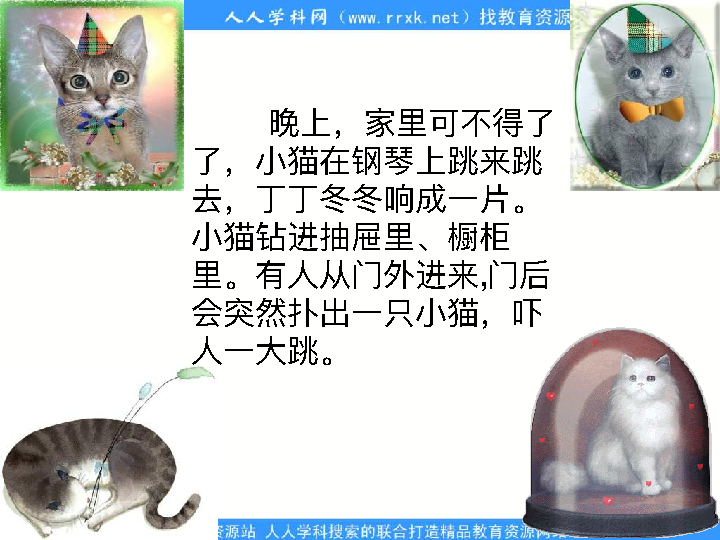 人人学科网（www.rrxk.net）找教育资源
晚上，家里可不得了
了，小猫在钢琴上跳来跳
去，丁丁冬冬响成一片。
小猫钻进抽屉里、橱柜
里。有人从门外进来,门后
会突然扑出一只小猫，吓
人一大跳。
资源站 人人学科搜索的联合打造精品教育资源网络